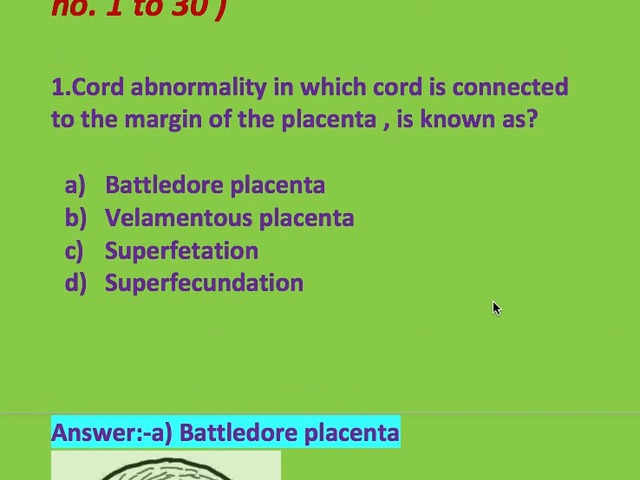 no. 1 to 30 )
1.Cord abnormality in which cord is connected
to the margin of the placenta , is known as?
a) Battledore placenta
b) Velamentous placenta
c) Superfetation
d) Superfecundation
Answer:-a) Battledore placenta